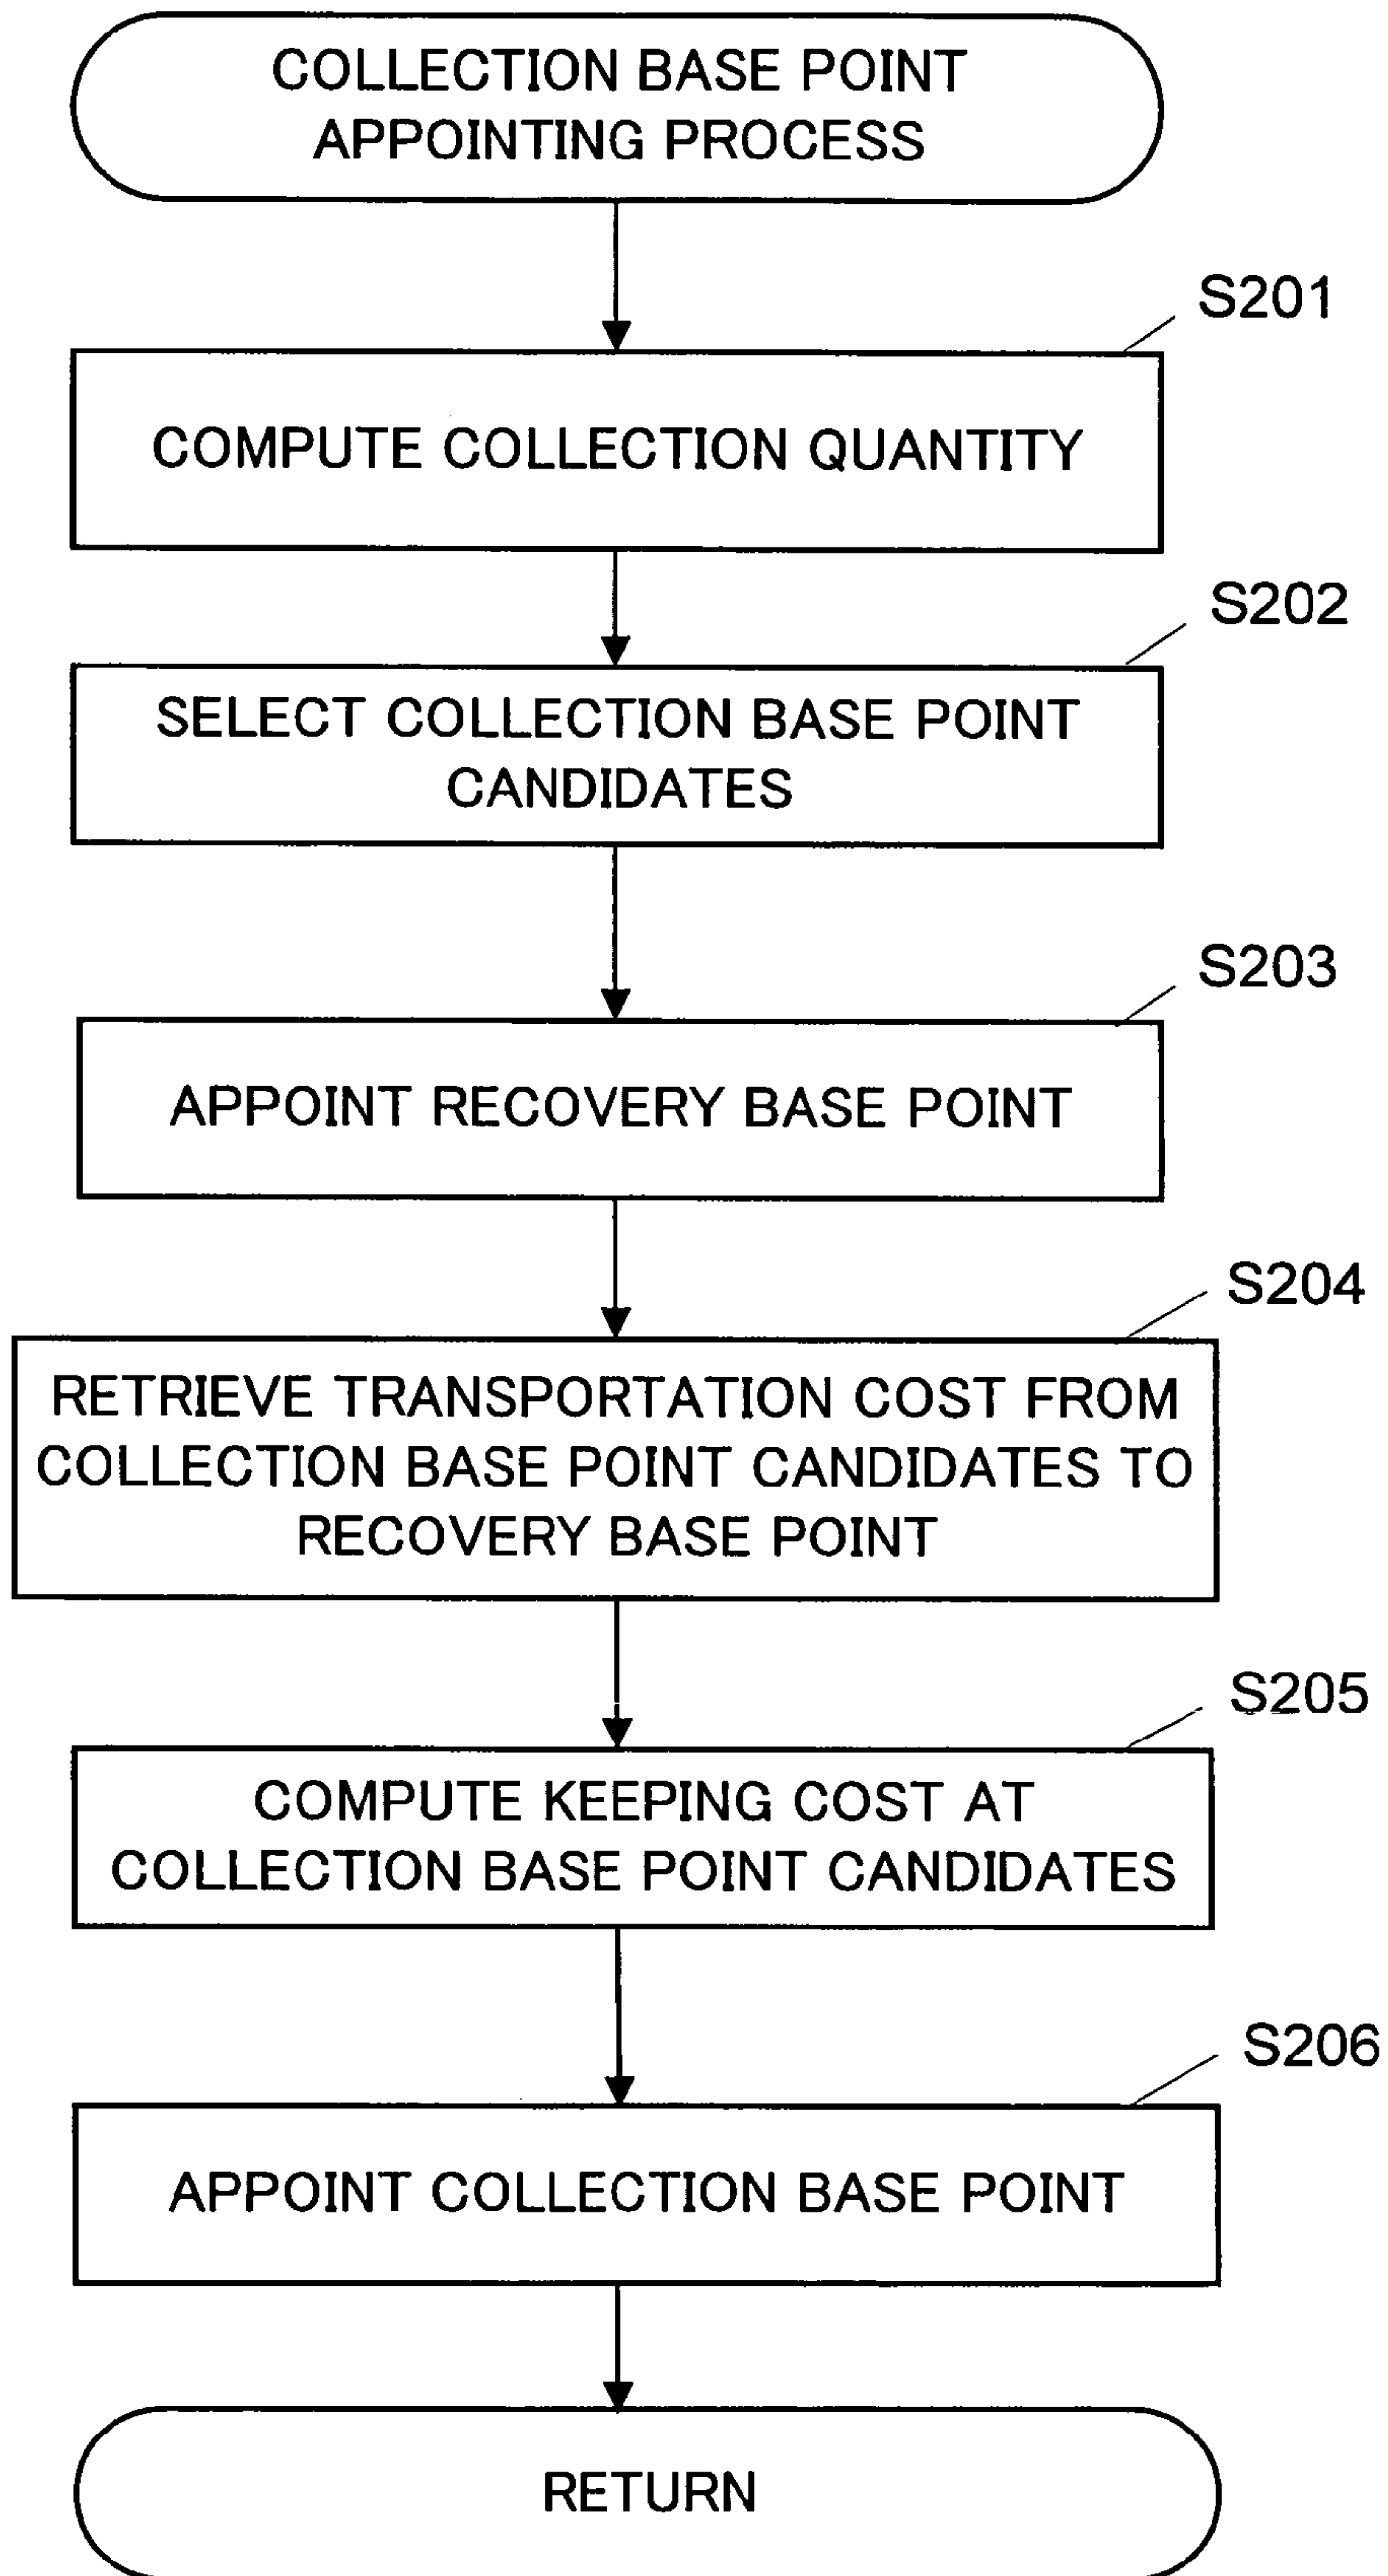 COLLECTION BASE POINT
APPOINTING PROCESS
S201
COMPUTE COLLECTION QUANTITY
S202
SELECT COLLECTION BASE POINT
CANDIDATES
S203
APPOINT RECOVERY BASE POINT
S204
RETRIEVE TRANSPORTATION COST FROM
COLLECTION BASE POINT CANDIDATES TO
RECOVERY BASE POINT
S205
COMPUTE KEEPING COST AT
COLLECTION BASE POINT CANDIDATES
S206
APPOINT COLLECTION BASE POINT
RETURN